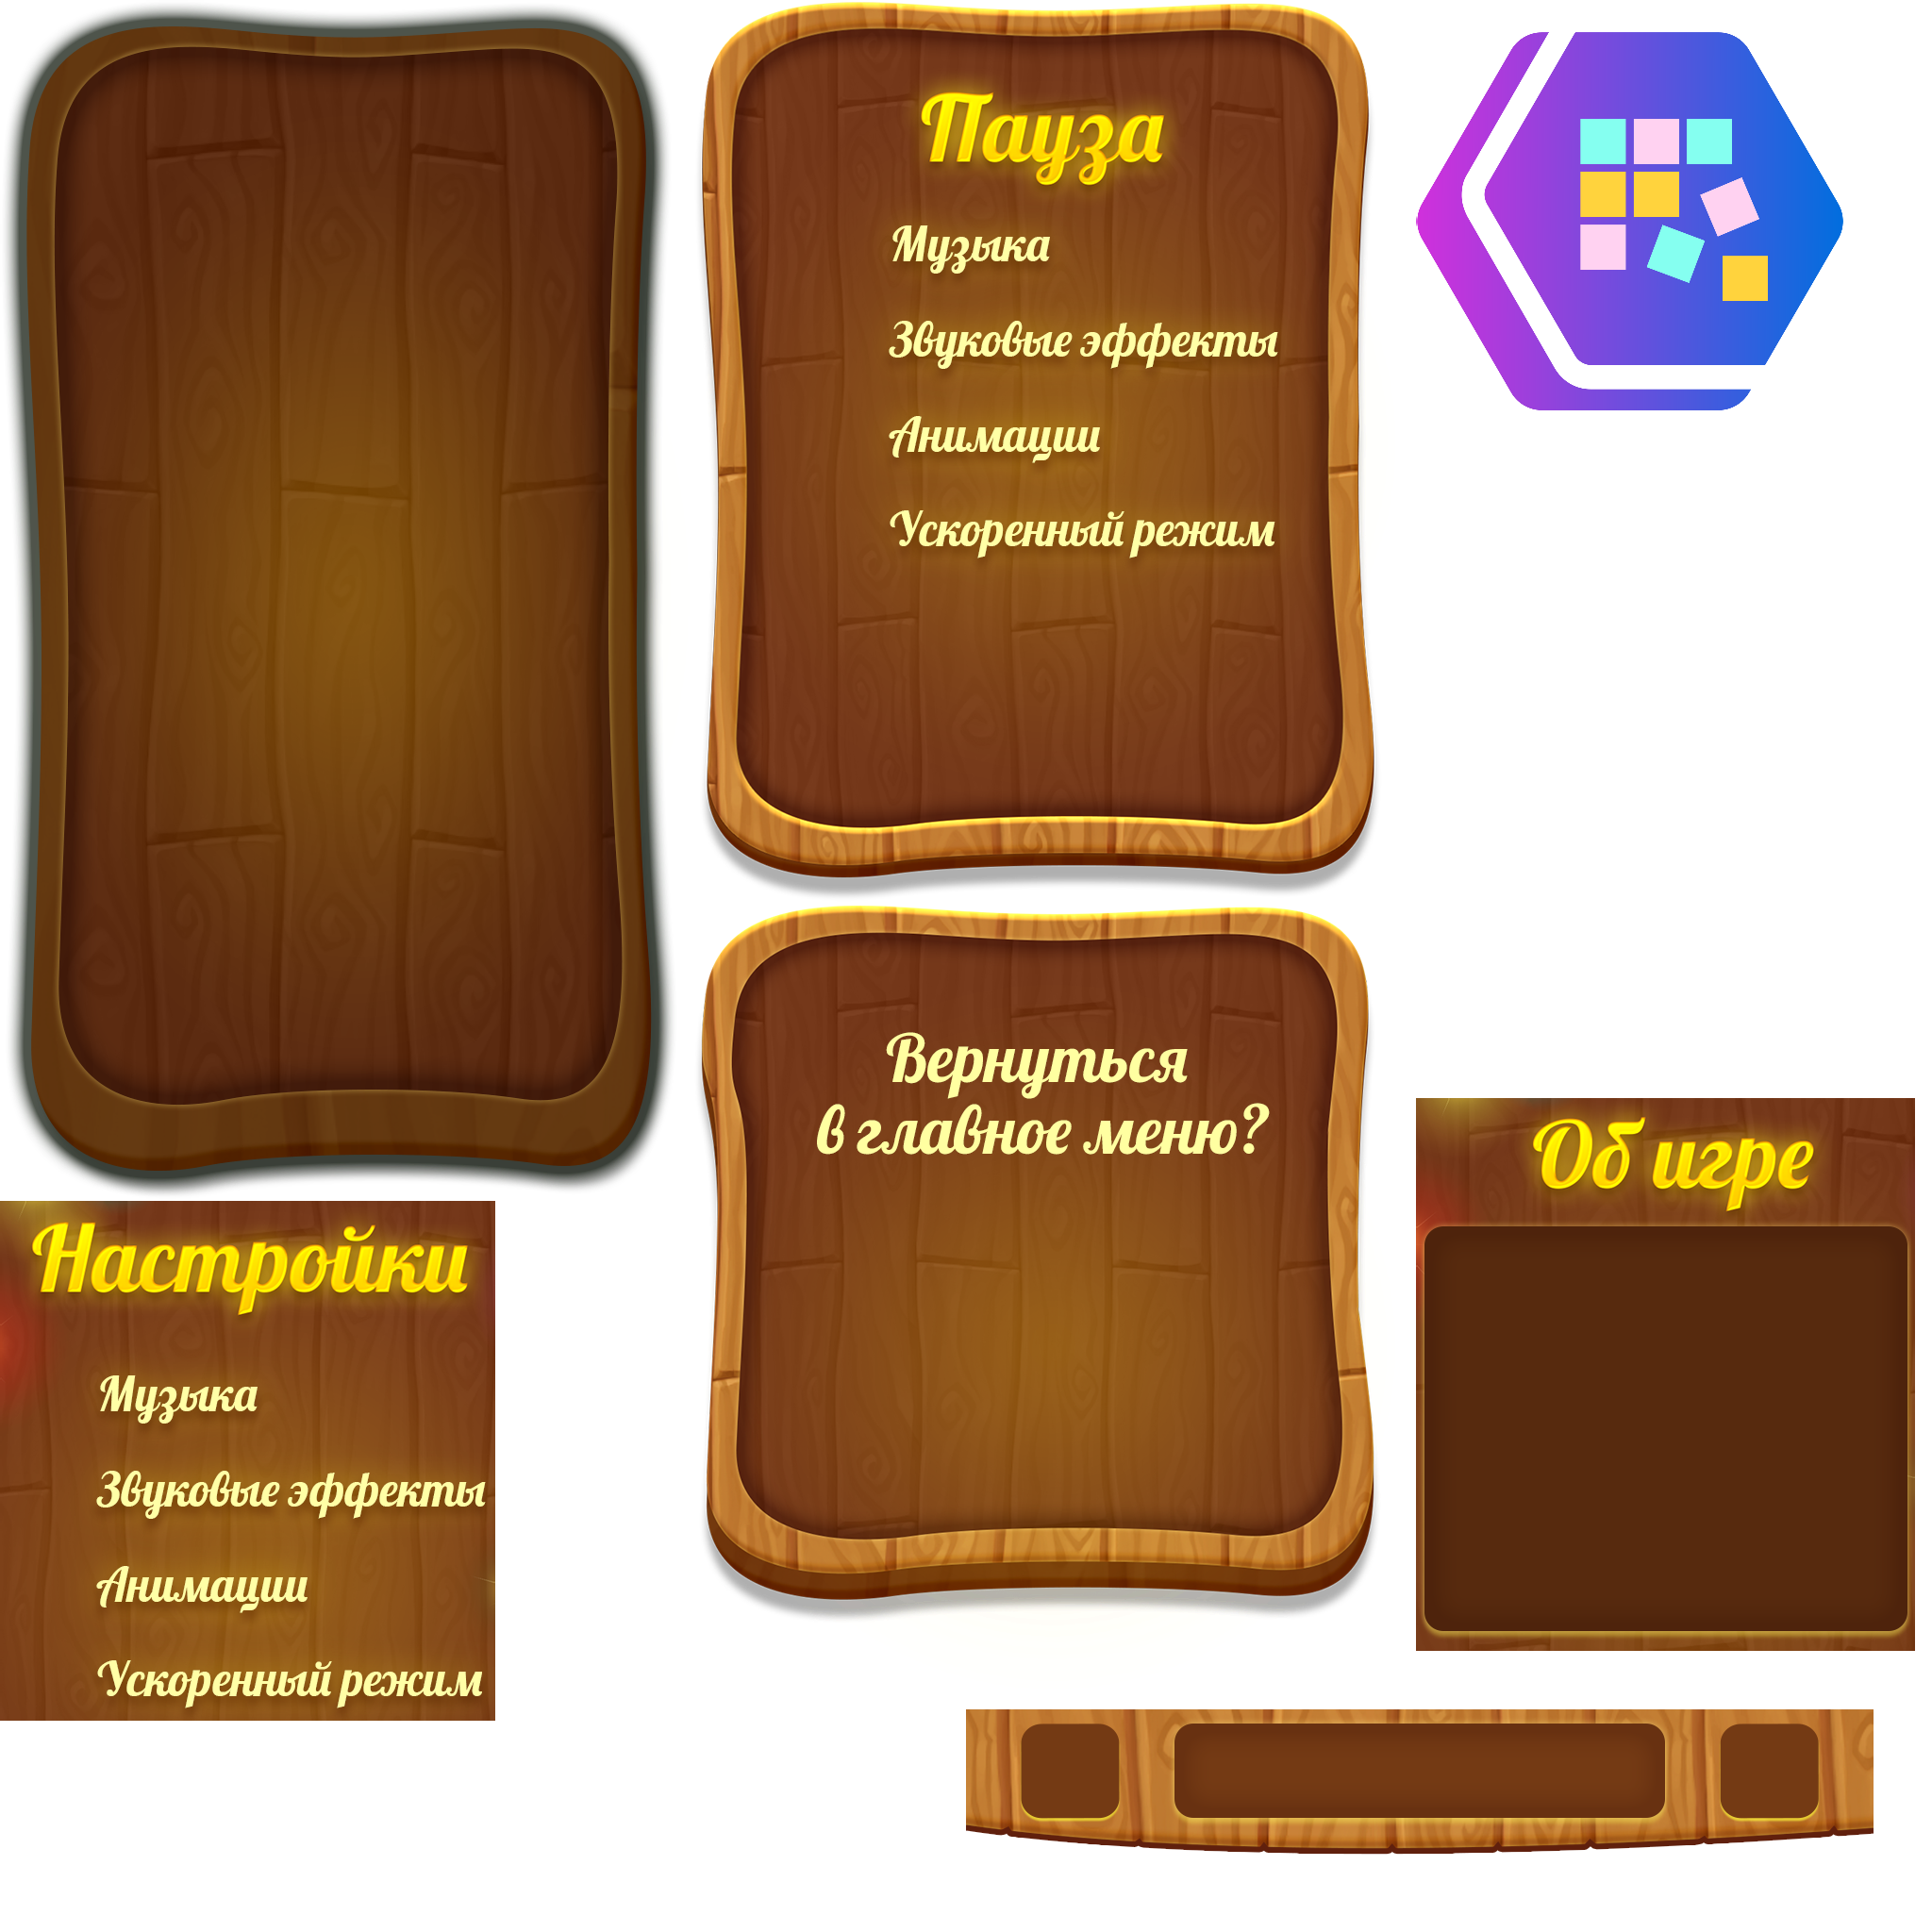 Пауза
Музыка
Звуковые эффекты
Анимации
Ускоренный режим
Вернуться
в главное меню?
Об игре
Настройки
Музыка
Звуковые эффекты
Анимации
Ускоренный режим